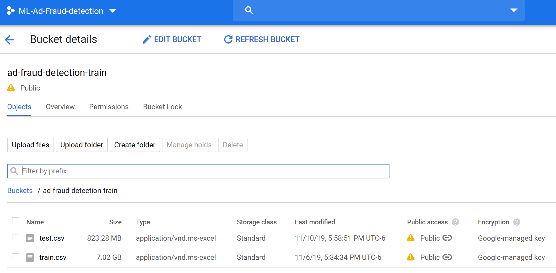 ML-Ad-Fraud-detection
Bucket details EDIT BUCKET REFRESH BUCKET
ad-fraud-detection-train
Public
Objects Overview Permissions Bucket Lock
Upload files Upload folder Create folder Manage holds Delete
Filter by prefix
Buckets / ad-fraud-detection-train
Name Size Type Storage class Last modified Public access Encryption
test.csv 823.28 MB application/vnd.ms-excel Standard 11/10/19, 5:58:51 PM UTC-6 Public Google-managed key
train.csv 7.02 GB application/vnd.ms-excel Standard 11/6/19, 5:34:34 PM UTC-6 Public Google-managed key